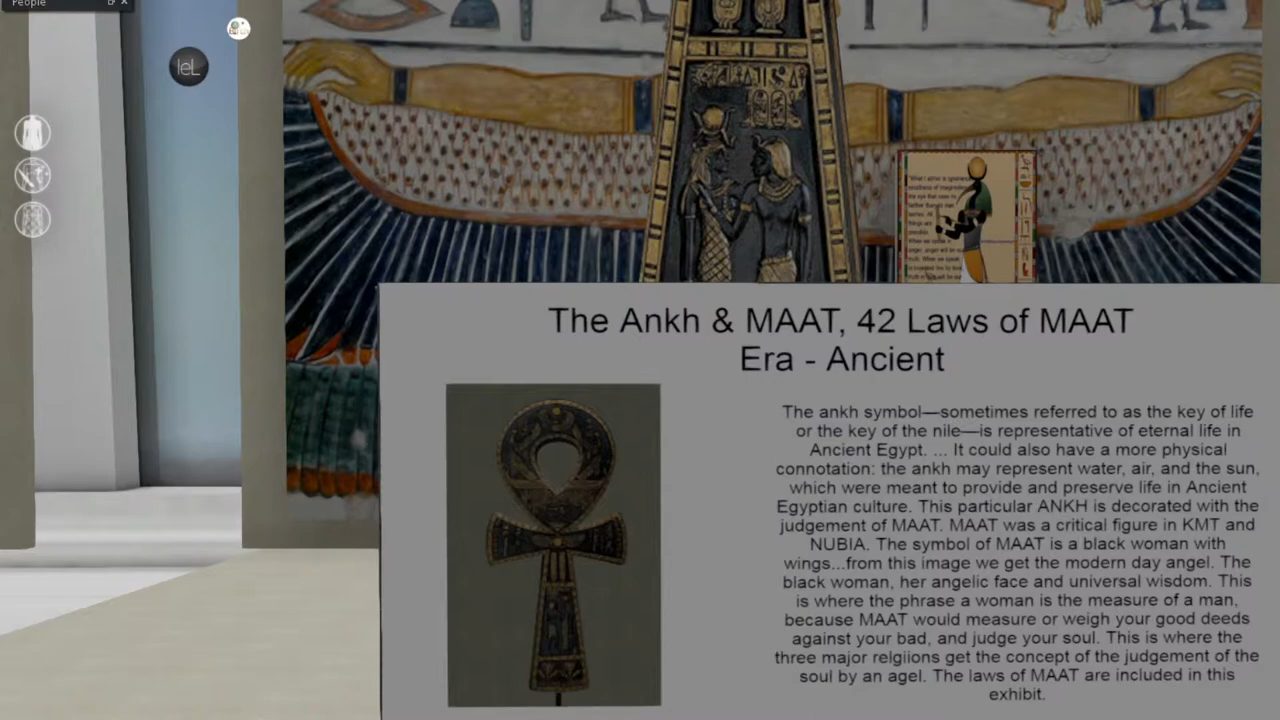 People
leL
The Ankh & MAAT, 42 Laws of MAAT
Era - Ancient
The ankh symbol—sometimes referred to as the key of life
or the key of the nile—is representative of eternal life in
Ancient Egypt. ... It could also have a more physical
connotation: the ankh may represent water, air, and the sun,
which were meant to provide and preserve life in Ancient
Egyptian culture. This particular ANKH is decorated with the
judgement of MAAT. MAAT was a critical figure in KMT and
NUBIA. The symbol of MAAT is a black woman with
wings...from this image we get the modern day angel. The
black woman, her angelic face and universal wisdom. This
is where the phrase a woman is the measure of a man,
because MAAT would measure or weigh your good deeds
against your bad, and judge your soul. This is where the
three major relgiions get the concept of the judgement of the
soul by an agel. The laws of MAAT are included in this
exhibit.